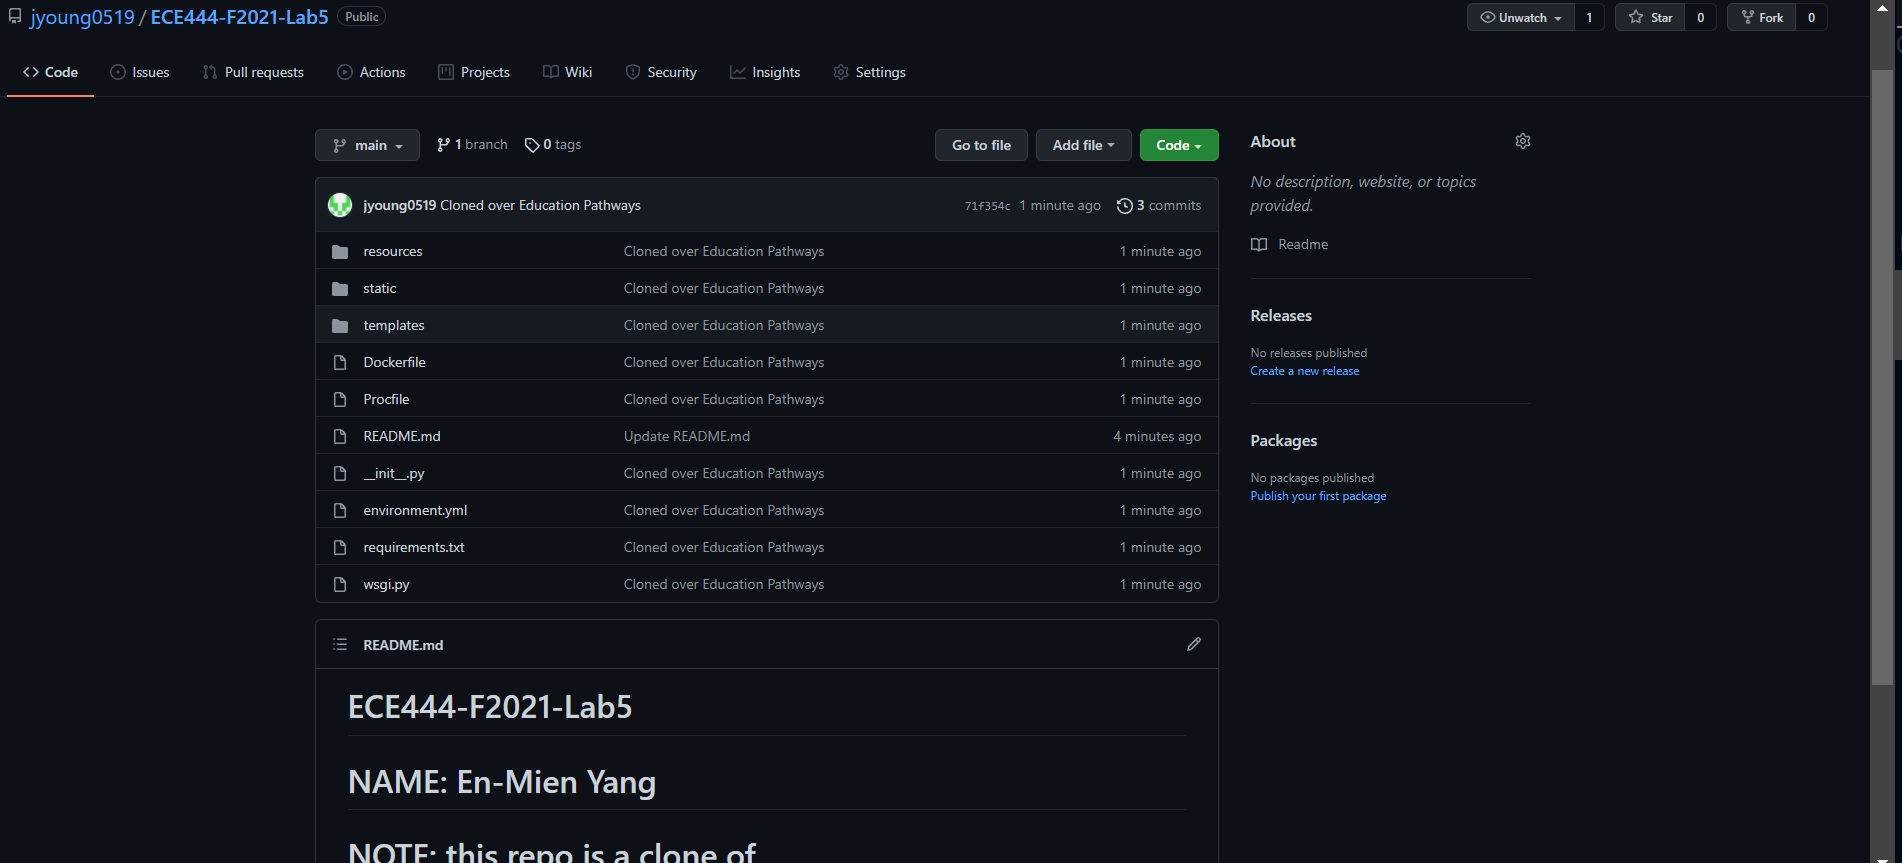 jyoung0519 / ECE444-F2021-Lab5 Public
Unwatch 1 Star 0 Fork 0
Code Issues Pull requests Actions Projects Wiki Security Insights Settings
main 1 branch 0 tags Go to file Add file Code
jyoung0519 Cloned over Education Pathways 71f354c 1 minute ago 3 commits
resources Cloned over Education Pathways 1 minute ago
static Cloned over Education Pathways 1 minute ago
templates Cloned over Education Pathways 1 minute ago
Dockerfile Cloned over Education Pathways 1 minute ago
Procfile Cloned over Education Pathways 1 minute ago
README.md Update README.md 4 minutes ago
__init__.py Cloned over Education Pathways 1 minute ago
environment.yml Cloned over Education Pathways 1 minute ago
requirements.txt Cloned over Education Pathways 1 minute ago
wsgi.py Cloned over Education Pathways 1 minute ago
README.md
ECE444-F2021-Lab5
NAME: En-Mien Yang
NOTE: this repo is a clone of
About
No description, website, or topics
provided.
Readme
Releases
No releases published
Create a new release
Packages
No packages published
Publish your first package